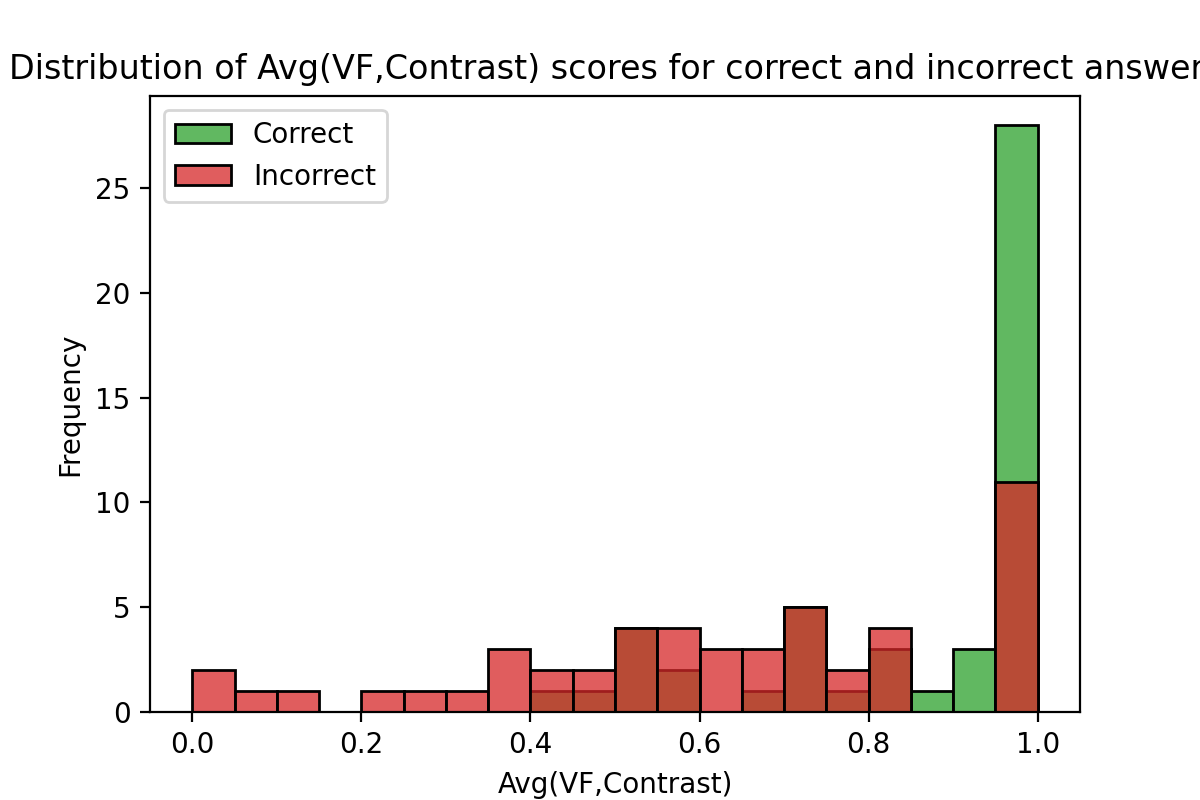 Distribution of Avg(VF,Contrast) scores for correct and incorrect answer
Correct
Incorrect
Frequency
25
20
15
10
5
0
0.0 0.2 0.4 0.6 0.8 1.0
Avg(VF,Contrast)